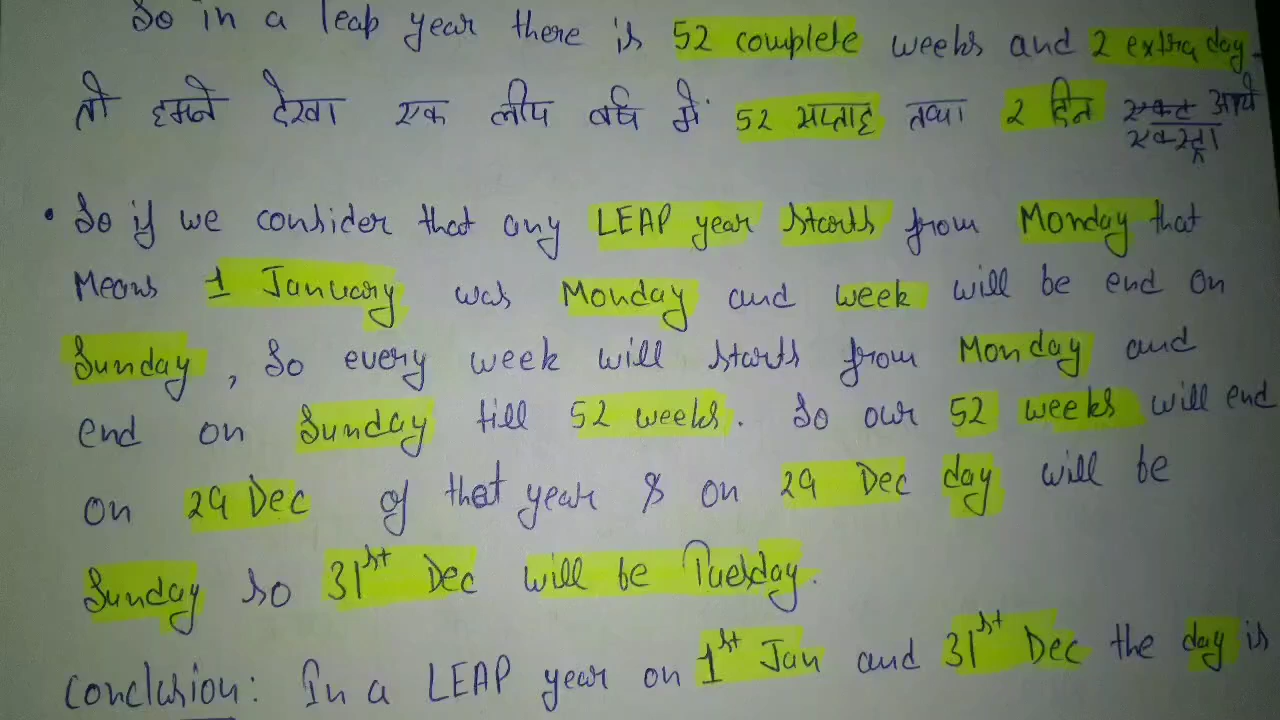 So in a leap year there is 52 complete weeks and 2 extra day.
तो हमने देखा एक लीप वर्ष में 52 सप्ताह तथा 2 दिन आये
एक्स्ट्रा
• So if we consider that any LEAP year starts from Monday that
Means 1 January was Monday and week will be end on
Sunday, So every week will starts from Monday and
end on Sunday till 52 weeks. So our 52 weeks will end
on 29 Dec of that year & on 29 Dec day will be
Sunday so 31st Dec will be Tuesday.
Conclusion: In a LEAP year on 1st Jan and 31st Dec the day is